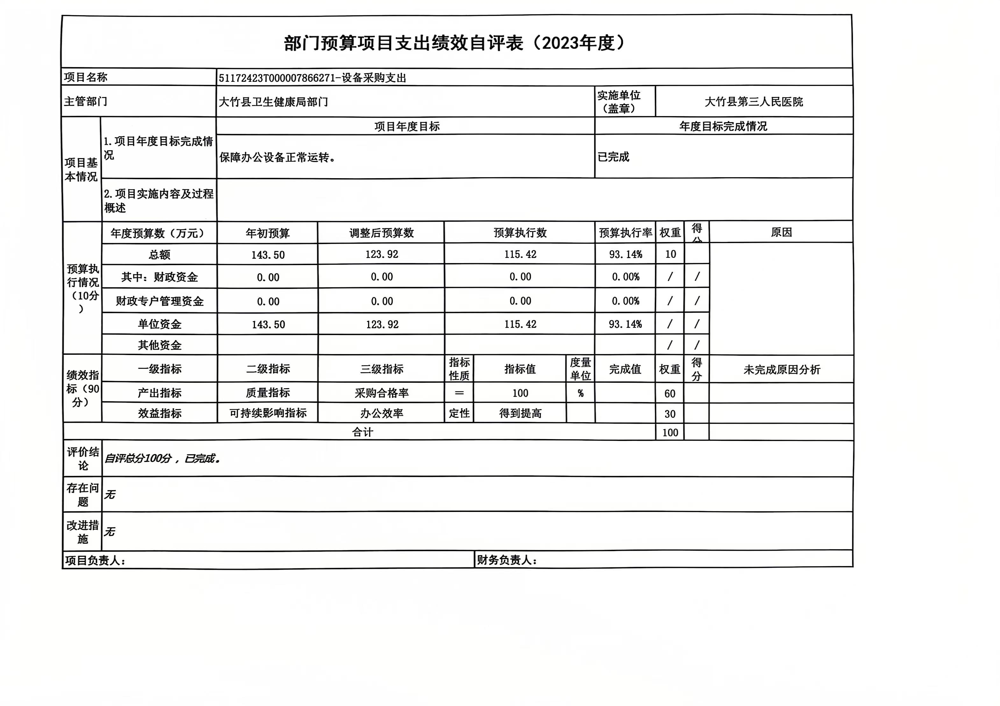 部门预算项目支出绩效自评表（2023年度）
项目名称 51172423T000007866271-设备采购支出
主管部门 大竹县卫生健康局部门 实施单位（盖章） 大竹县第三人民医院
项目基本情况
1.项目年度目标完成情况
项目年度目标 年度目标完成情况
保障办公设备正常运转。 已完成
2.项目实施内容及过程概述
预算执行情况（10分）
年度预算数（万元） 年初预算 调整后预算数 预算执行数 预算执行率 权重 得分 原因
总额 143.50 123.92 115.42 93.14% 10
其中：财政资金 0.00 0.00 0.00 0.00% / /
财政专户管理资金 0.00 0.00 0.00 0.00% / /
单位资金 143.50 123.92 115.42 93.14% / /
其他资金 / /
绩效指标（90分）
一级指标 二级指标 三级指标 指标性质 指标值 度量单位 完成值 权重 得分 未完成原因分析
产出指标 质量指标 采购合格率 ＝ 100 % 60
效益指标 可持续影响指标 办公效率 定性 得到提高 30
合计 100
评价结论 自评总分100分，已完成。
存在问题 无
改进措施 无
项目负责人： 财务负责人：